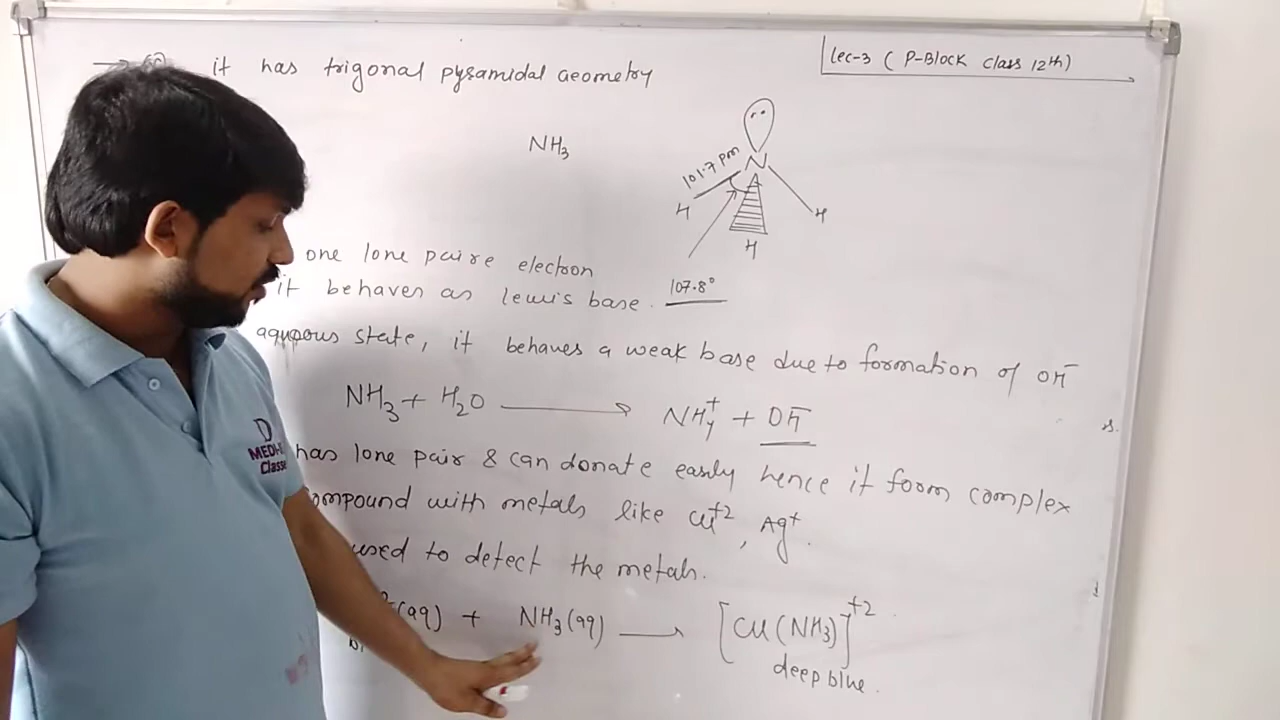 Lec-3 ( P-Block Class 12th)
it has trigonal pyramidal Geometry
NH3
101.7 pm
N
H
H
H
107.8°
one lone paire electron
it behaves as lewis base.
aqueous state, it behaves a weak base due to formation of OH-
NH3 + H2O → NH4+ + OH-
has lone pair & can donate easily hence it form complex
compound with metals like Cu+2, Ag+.
used to detect the metals.
(aq) + NH3(aq) → [Cu(NH3)]+2
deep blue.
MEDI-
Classe